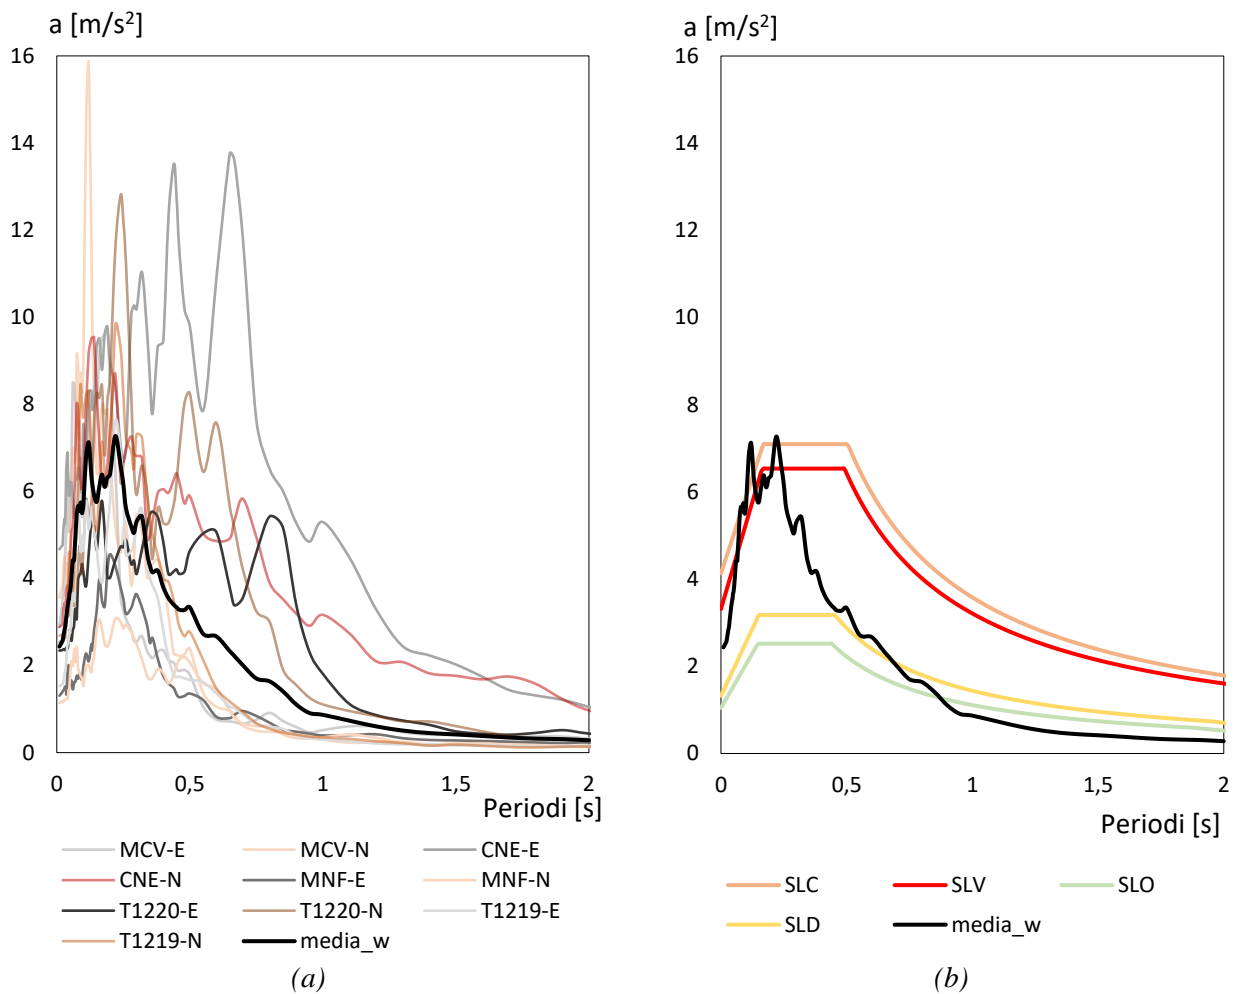 a [m/s²]
16
14
12
10
8
6
4
2
0
0 0,5 1 1,5 2
Periodi [s]
MCV-E MCV-N CNE-E
CNE-N MNF-E MNF-N
T1220-E T1220-N T1219-E
T1219-N media_w
(a)
a [m/s²]
16
14
12
10
8
6
4
2
0
0 0,5 1 1,5 2
Periodi [s]
SLC SLV SLO
SLD media_w
(b)